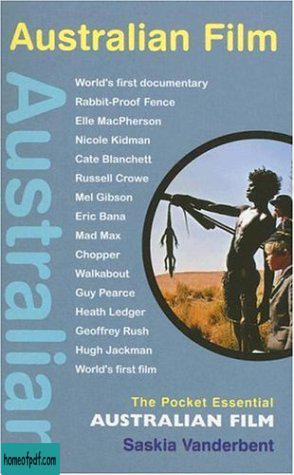 Australian Film
Australian
World's first documentary
Rabbit-Proof Fence
Elle MacPherson
Nicole Kidman
Cate Blanchett
Russell Crowe
Mel Gibson
Eric Bana
Mad Max
Chopper
Walkabout
Guy Pearce
Heath Ledger
Geoffrey Rush
Hugh Jackman
World's first film
The Pocket Essential
AUSTRALIAN FILM
Saskia Vanderbent
homeofpdf.com